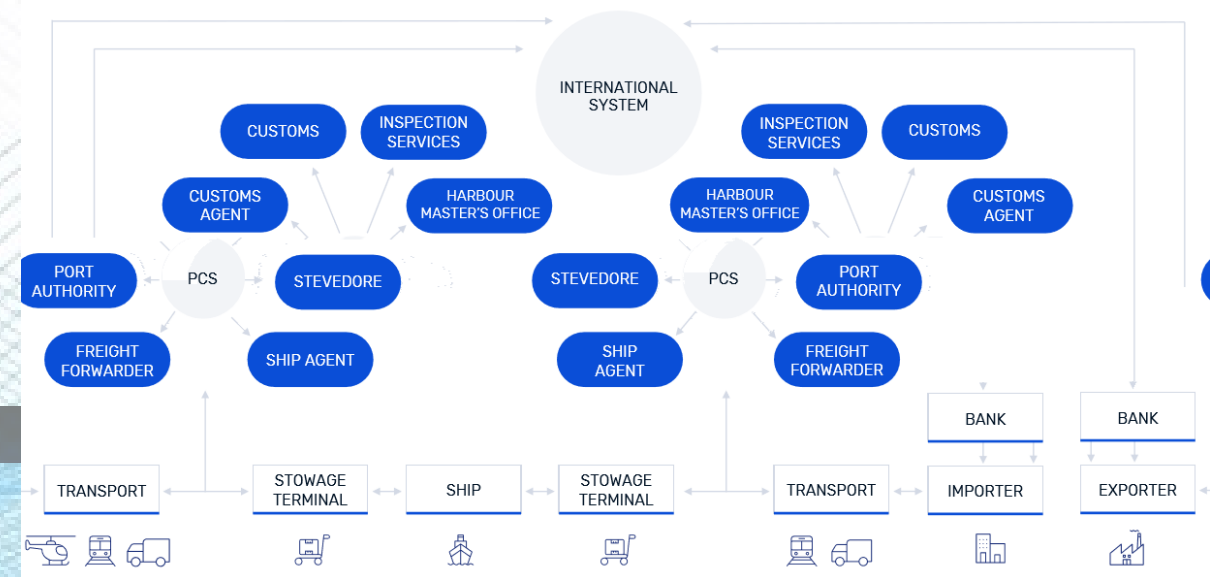 INTERNATIONAL
SYSTEM
CUSTOMS
INSPECTION
SERVICES
INSPECTION
SERVICES
CUSTOMS
CUSTOMS
AGENT
HARBOUR
MASTER'S OFFICE
HARBOUR
MASTER'S OFFICE
CUSTOMS
AGENT
PORT
AUTHORITY
PCS
STEVEDORE
STEVEDORE
PCS
PORT
AUTHORITY
FREIGHT
FORWARDER
SHIP AGENT
SHIP
AGENT
FREIGHT
FORWARDER
BANK
BANK
TRANSPORT
STOWAGE
TERMINAL
SHIP
STOWAGE
TERMINAL
TRANSPORT
IMPORTER
EXPORTER